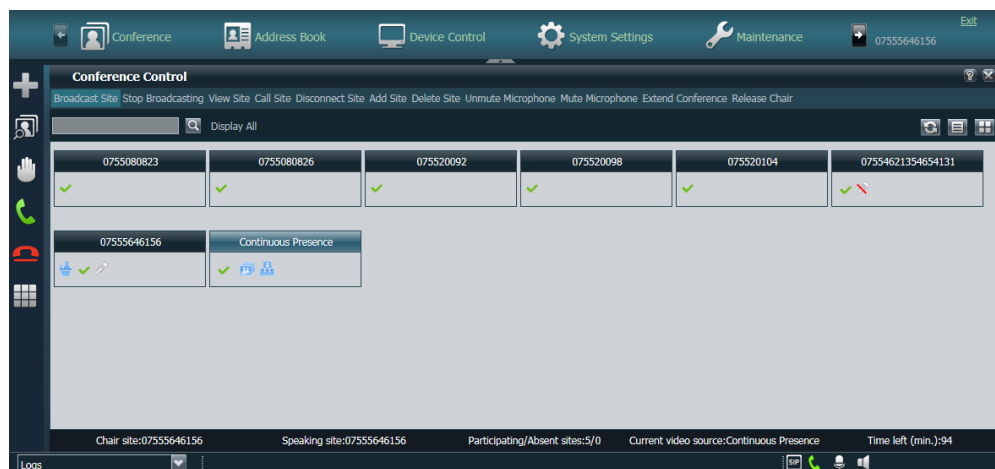 Exit
Conference Address Book Device Control System Settings Maintenance 07555646156
Conference Control
Broadcast Site Stop Broadcasting View Site Call Site Disconnect Site Add Site Delete Site Unmute Microphone Mute Microphone Extend Conference Release Chair
Display All
0755080823 0755080826 075520092 075520098 075520104 07554621354654131
07555646156 Continuous Presence
Chair site:07555646156 Speaking site:07555646156 Participating/Absent sites:5/0 Current video source:Continuous Presence Time left (min.):94
Logs SIP